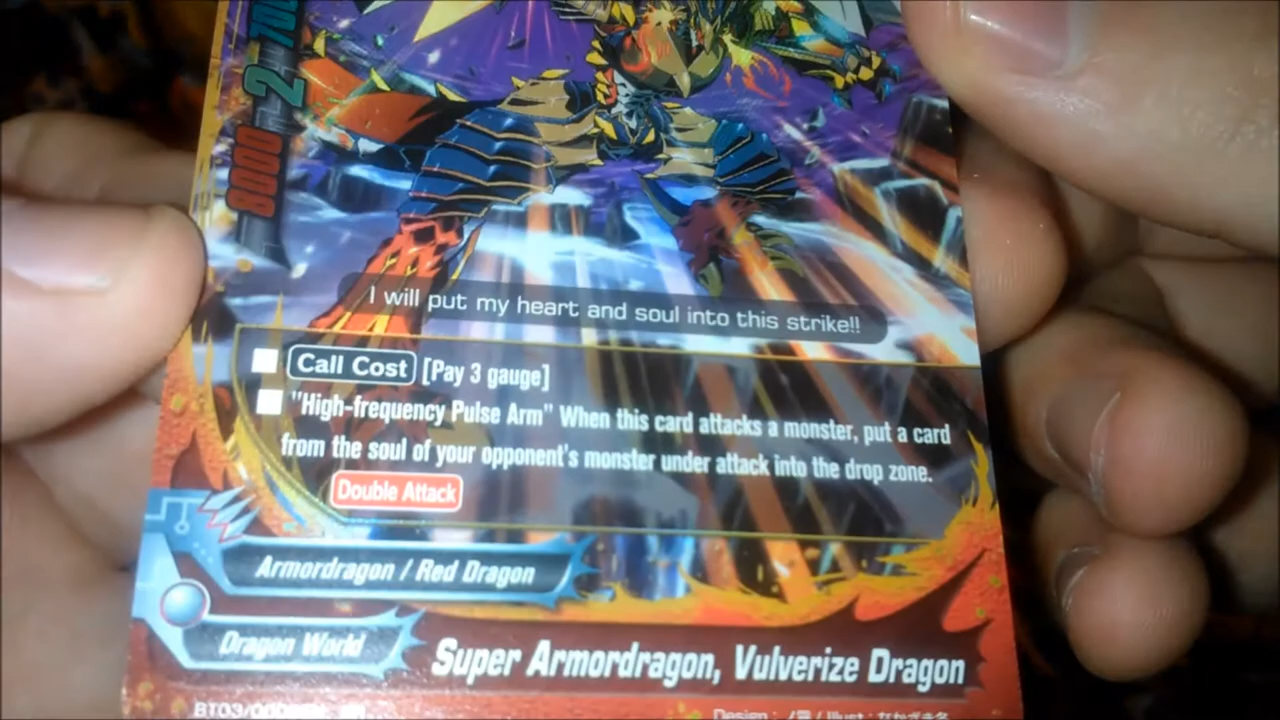 2
8000
I will put my heart and soul into this strike!!
Call Cost [Pay 3 gauge]
"High-frequency Pulse Arm" When this card attacks a monster, put a card
from the soul of your opponent's monster under attack into the drop zone.
Double Attack
Armordragon / Red Dragon
Dragon World
Super Armordragon, Vulverize Dragon
Design : / Illust :